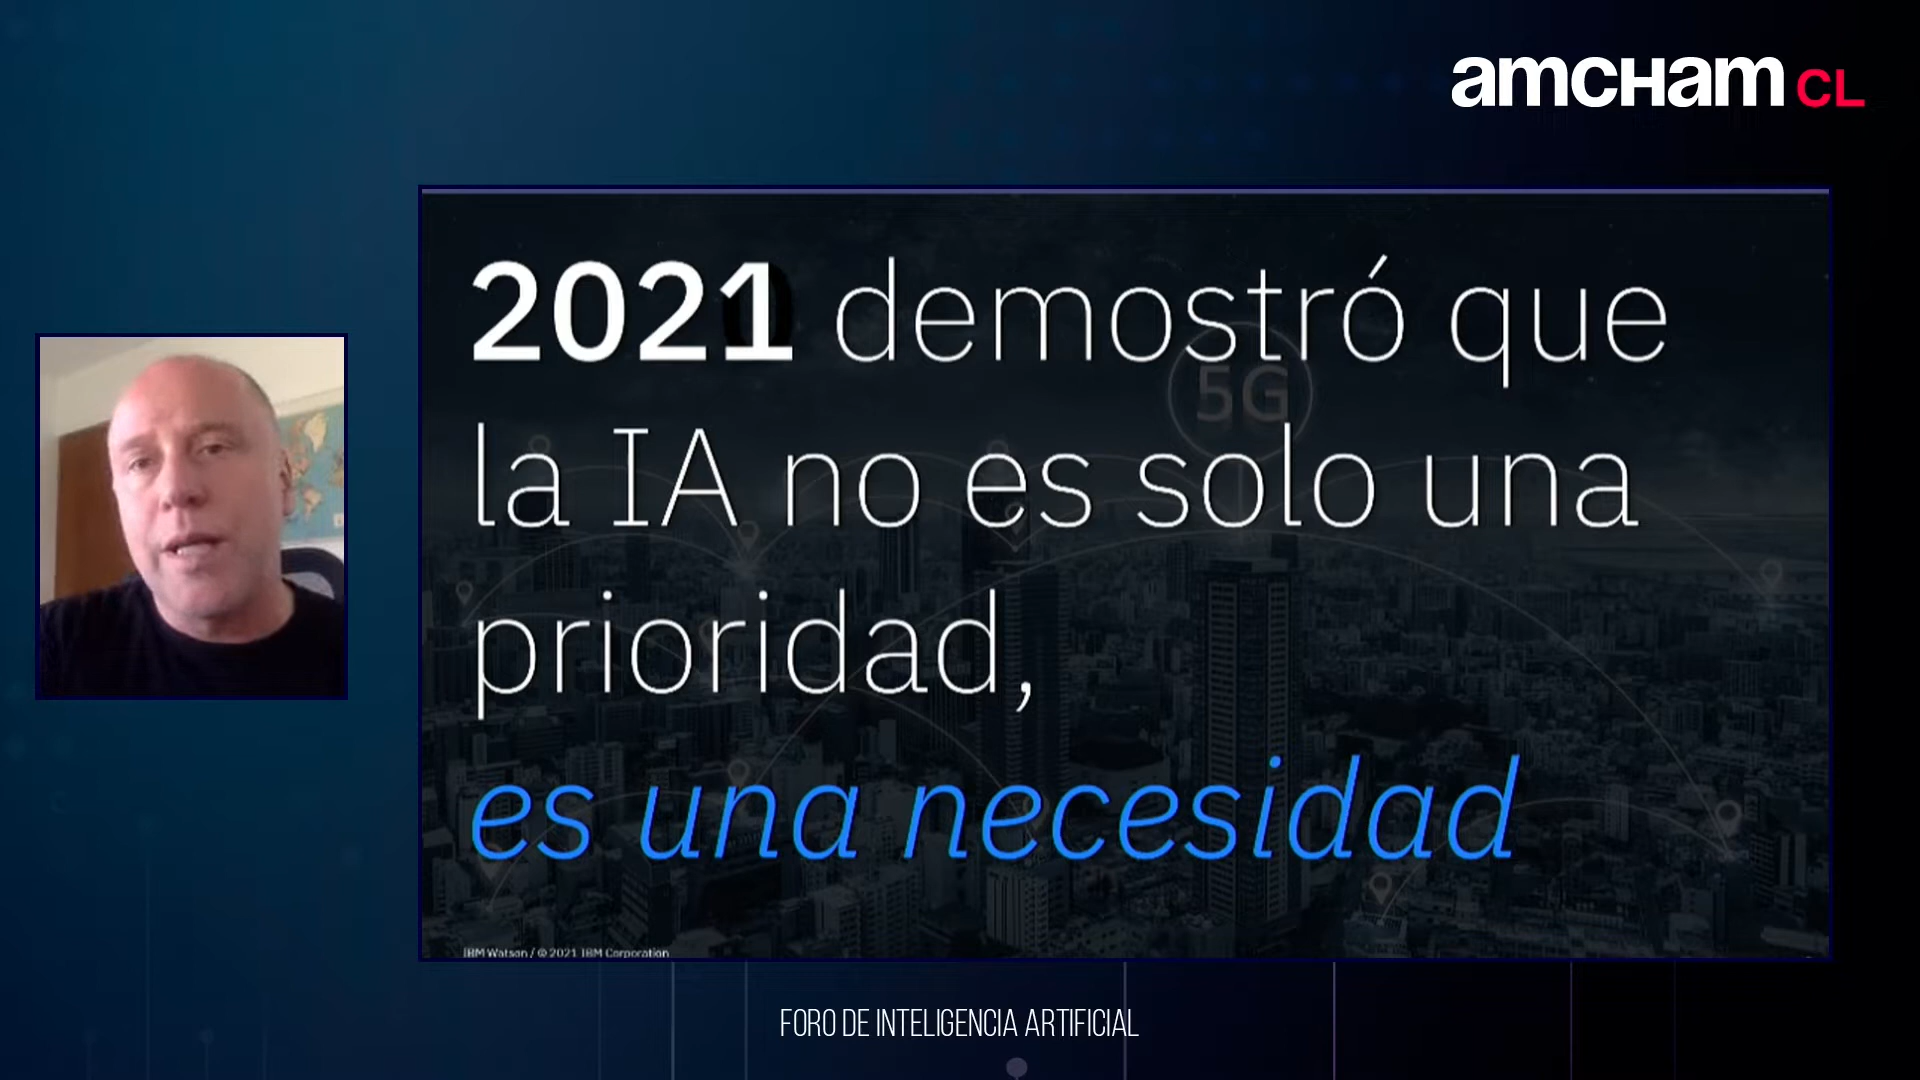 amcHam CL
2021 demostró que
5G
la IA no es solo una
prioridad,
es una necesidad
IBM Watson / © 2021 IBM Corporation
FORO DE INTELIGENCIA ARTIFICIAL